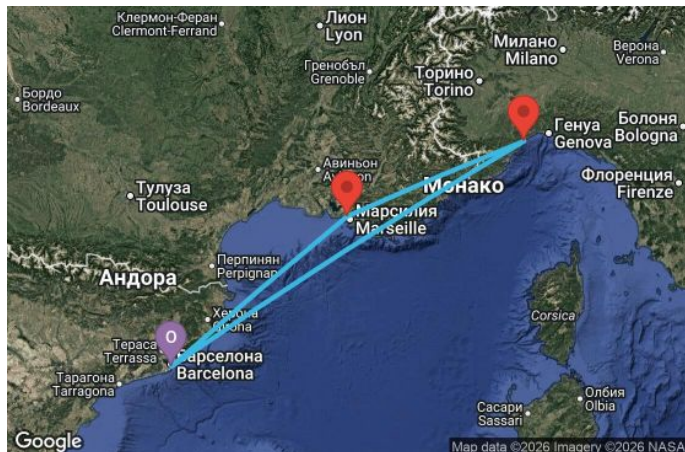 Клермон-Феран
Clermont-Ferrand
Лион
Lyon
Милано
Milano
Верона
Verona
Гренобъл
Grenoble
Торино
Torino
Бордо
Bordeaux
Генуа
Genova
Болоня
Bologna
Авиньон
Тулуза
Toulouse
Монако
Флоренция
Firenze
Марсилия
Marseille
Перпинян
Perpignan
Андора
Corsica
O
Тераса
Terrassa
Барселона
Barcelona
Тарагона
Tarragona
Олбия
Olbia
Сасари
Sassari
Google
Map data ©2026 Imagery ©2026 NASA